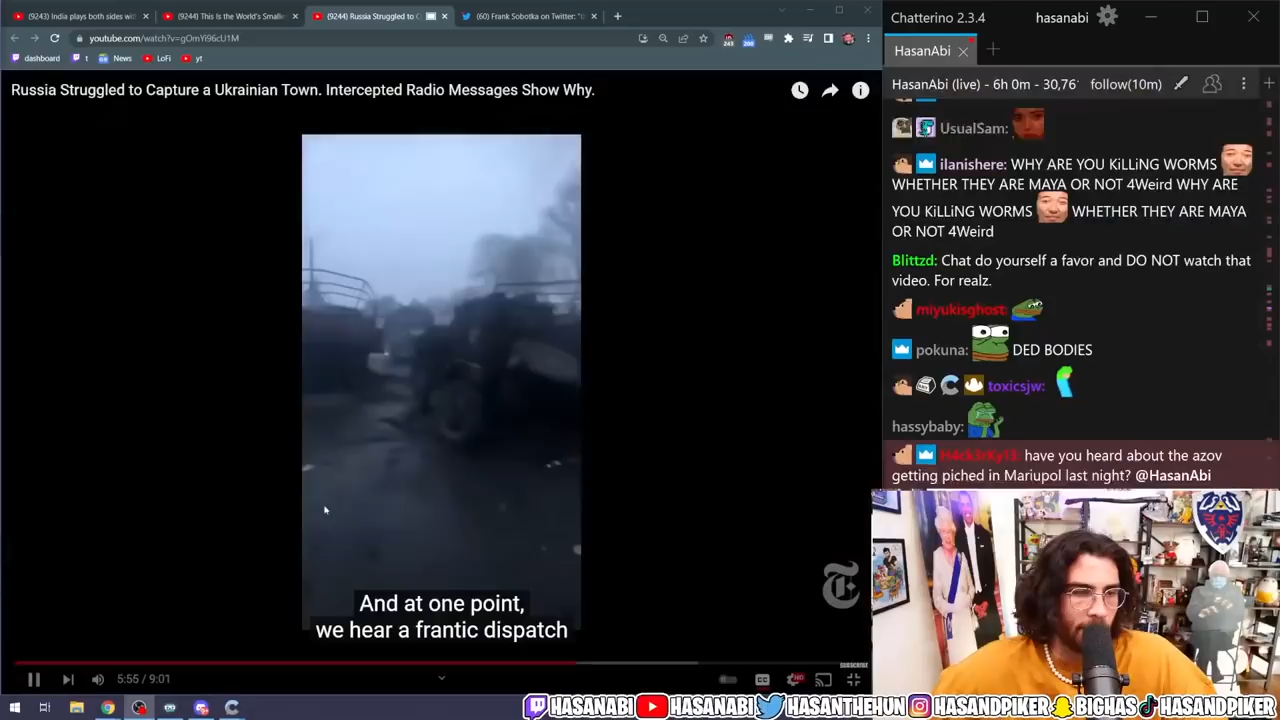 (9243) India plays both sides wit
(9244) This Is the World's Smalle
(9244) Russia Struggled to C
(60) Frank Sobotka on Twitter: "t
youtube.com/watch?v=gOmYi96cU1M
243
200
dashboard
t
News
LoFi
yt
Russia Struggled to Capture a Ukrainian Town. Intercepted Radio Messages Show Why.
And at one point,
we hear a frantic dispatch
5:55 / 9:01
SUBSCRIBE
Chatterino 2.3.4
hasanabi
HasanAbi
HasanAbi (live) - 6h 0m - 30,76
follow(10m)
UsualSam:
ilanishere: WHY ARE YOU KiLLiNG WORMS
WHETHER THEY ARE MAYA OR NOT 4Weird WHY ARE
YOU KiLLiNG WORMS WHETHER THEY ARE MAYA
OR NOT 4Weird
Blittzd: Chat do yourself a favor and DO NOT watch that
video. For realz.
miyukisghost:
pokuna: DED BODIES
toxicsjw:
hassybaby:
H4ck3rKy13: have you heard about the azov
getting piched in Mariupol last night? @HasanAbi
HASANABI HASANABI HASANTHEHUN HASANDPIKER BIGHAS HASANDPIKER